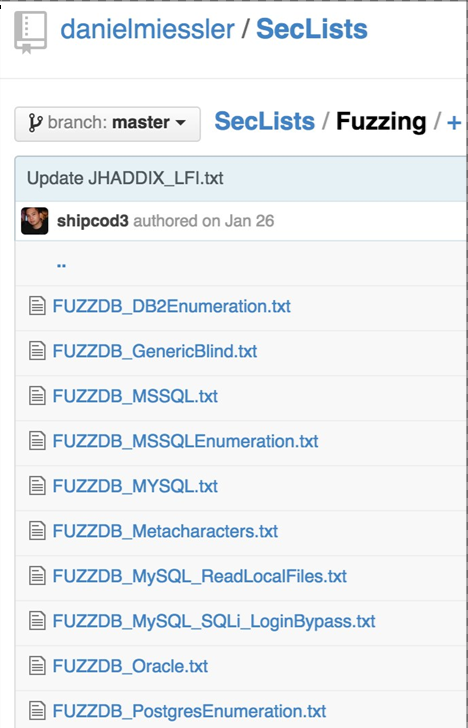 danielmiessler / SecLists
branch: master SecLists / Fuzzing / +
Update JHADDIX_LFI.txt
shipcod3 authored on Jan 26
..
FUZZDB_DB2Enumeration.txt
FUZZDB_GenericBlind.txt
FUZZDB_MSSQL.txt
FUZZDB_MSSQLEnumeration.txt
FUZZDB_MYSQL.txt
FUZZDB_Metacharacters.txt
FUZZDB_MySQL_ReadLocalFiles.txt
FUZZDB_MySQL_SQLi_LoginBypass.txt
FUZZDB_Oracle.txt
FUZZDB_PostgresEnumeration.txt